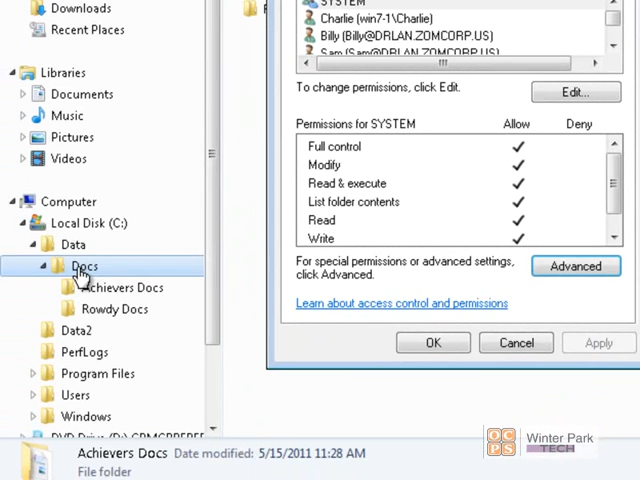 Downloads
Recent Places
Libraries
Documents
Music
Pictures
Videos
Computer
Local Disk (C:)
Data
Docs
Achievers Docs
Rowdy Docs
Data2
PerfLogs
Program Files
Users
Windows
SYSTEM
Charlie (win7-1\Charlie)
Billy (Billy@DRLAN.ZOMCORP.US)
Sam (Sam@DRLAN.ZOMCORP.US)
To change permissions, click Edit.
Edit...
Permissions for SYSTEM Allow Deny
Full control
Modify
Read & execute
List folder contents
Read
Write
For special permissions or advanced settings,
click Advanced.
Advanced
Learn about access control and permissions
OK Cancel Apply
Achievers Docs Date modified: 5/15/2011 11:28 AM
File folder
OCPS
Winter Park
TECH